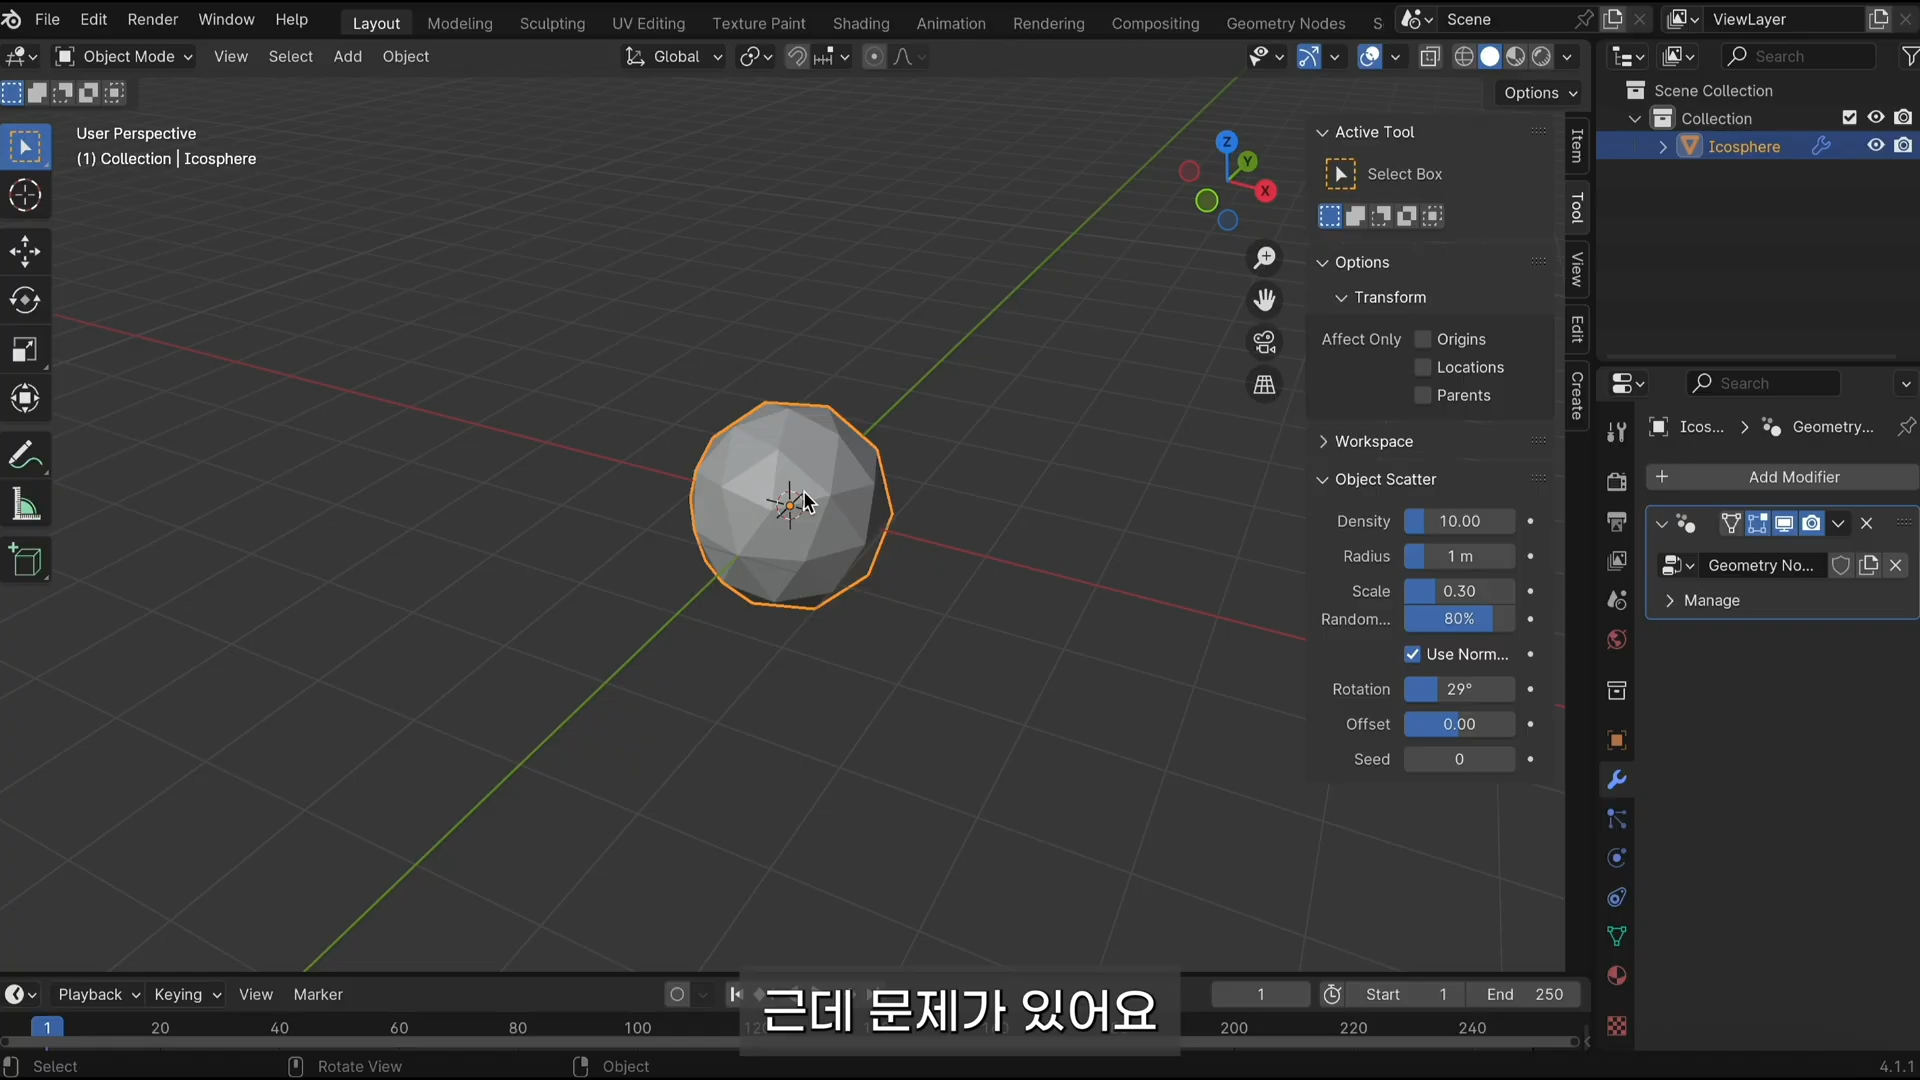 File Edit Render Window Help Layout Modeling Sculpting UV Editing Texture Paint Shading Animation Rendering Compositing Geometry Nodes S Scene ViewLayer
Object Mode View Select Add Object Global Search
Options
User Perspective
(1) Collection | Icosphere
Z
Y
X
Active Tool
Select Box
Options
Transform
Affect Only Origins
Locations
Parents
Workspace
Object Scatter
Density 10.00
Radius 1 m
Scale 0.30
Random... 80%
Use Norm...
Rotation 29°
Offset 0.00
Seed 0
Item
Tool
View
Edit
Create
Scene Collection
Collection
Icosphere
Search
Icos... Geometry...
Add Modifier
Geometry No...
Manage
Playback Keying View Marker 1 Start 1 End 250
1 20 40 60 80 100 200 220 240
근데 문제가 있어요
Select Rotate View Object 4.1.1